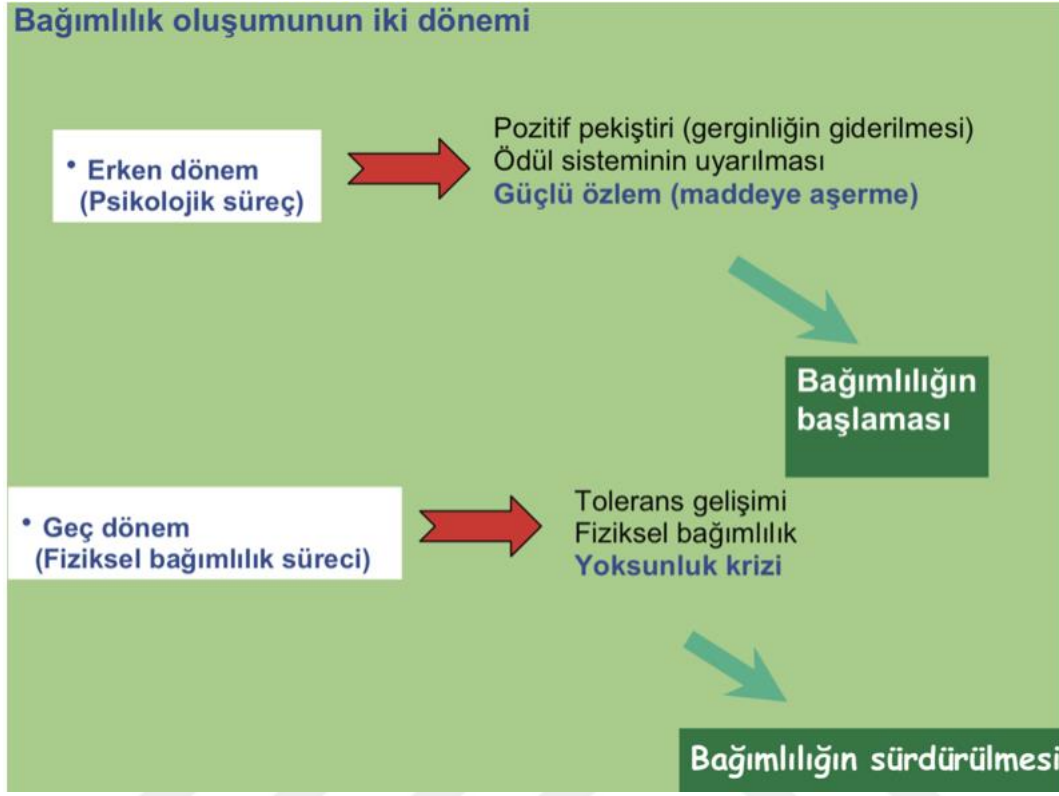 Bağımlılık oluşumunun iki dönemi
• Erken dönem
(Psikolojik süreç)
Pozitif pekiştiri (gerginliğin giderilmesi)
Ödül sisteminin uyarılması
Güçlü özlem (maddeye aşerme)
Bağımlılığın
başlaması
• Geç dönem
(Fiziksel bağımlılık süreci)
Tolerans gelişimi
Fiziksel bağımlılık
Yoksunluk krizi
Bağımlılığın sürdürülmesi